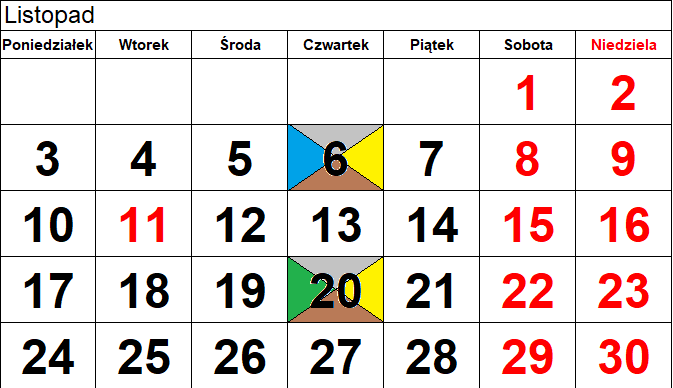 Listopad
Poniedziałek Wtorek Środa Czwartek Piątek Sobota Niedziela
1 2
3 4 5 6 7 8 9
10 11 12 13 14 15 16
17 18 19 20 21 22 23
24 25 26 27 28 29 30